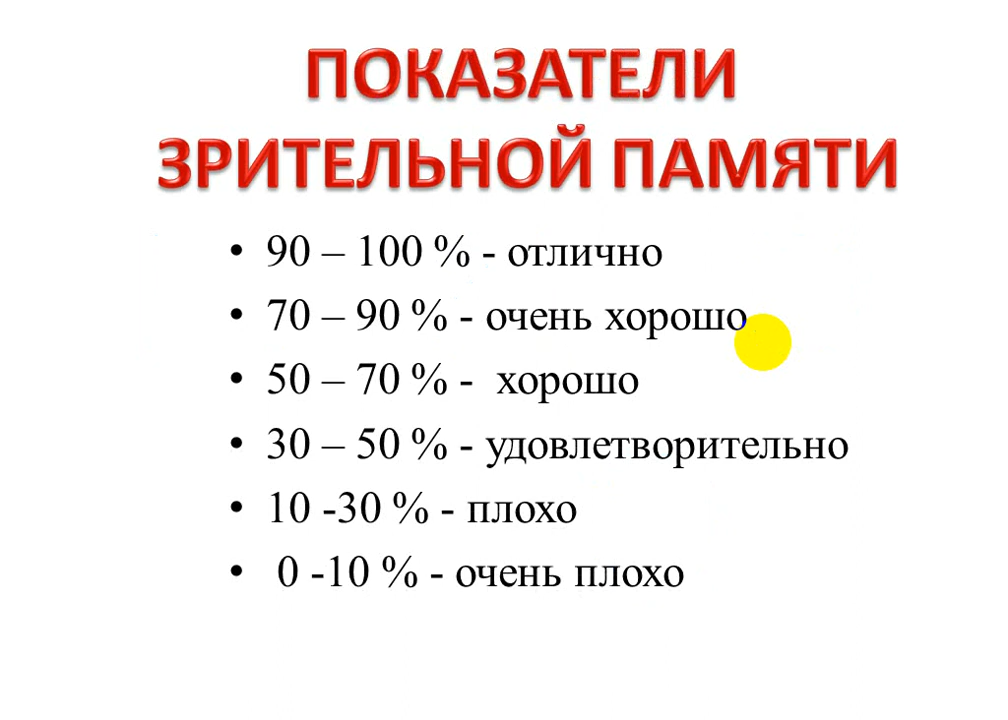 ПОКАЗАТЕЛИ
ЗРИТЕЛЬНОЙ ПАМЯТИ
• 90 – 100 % - отлично
• 70 – 90 % - очень хорошо
• 50 – 70 % -  хорошо
• 30 – 50 % - удовлетворительно
• 10 -30 % - плохо
•  0 -10 % - очень плохо